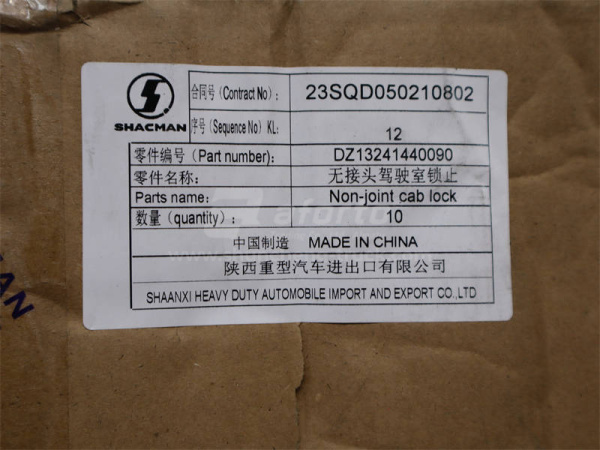 合同号 (Contract No)： 23SQD050210802
SHACMAN
序号 (Sequence No) KL: 12
零件编号 (Part number): DZ13241440090
零件名称： 无接头驾驶室锁止
Parts name: Non-joint cab lock
数量 (quantity)： 10
aforto
中国制造 MADE IN CHINA
陕西重型汽车进出口有限公司
SHAANXI HEAVY DUTY AUTOMOBILE IMPORT AND EXPORT CO.,LTD